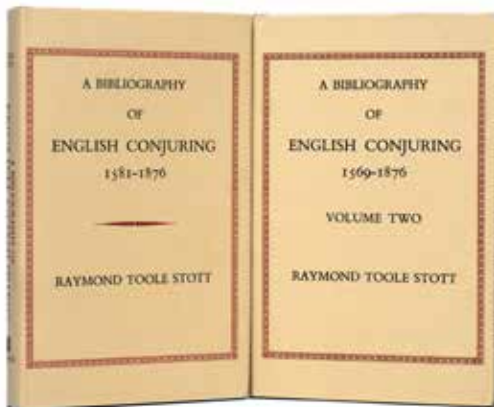 A BIBLIOGRAPHY
OF
ENGLISH CONJURING
1581-1876
RAYMOND TOOLE STOTT
A BIBLIOGRAPHY
OF
ENGLISH CONJURING
1569-1876
VOLUME TWO
RAYMOND TOOLE STOTT